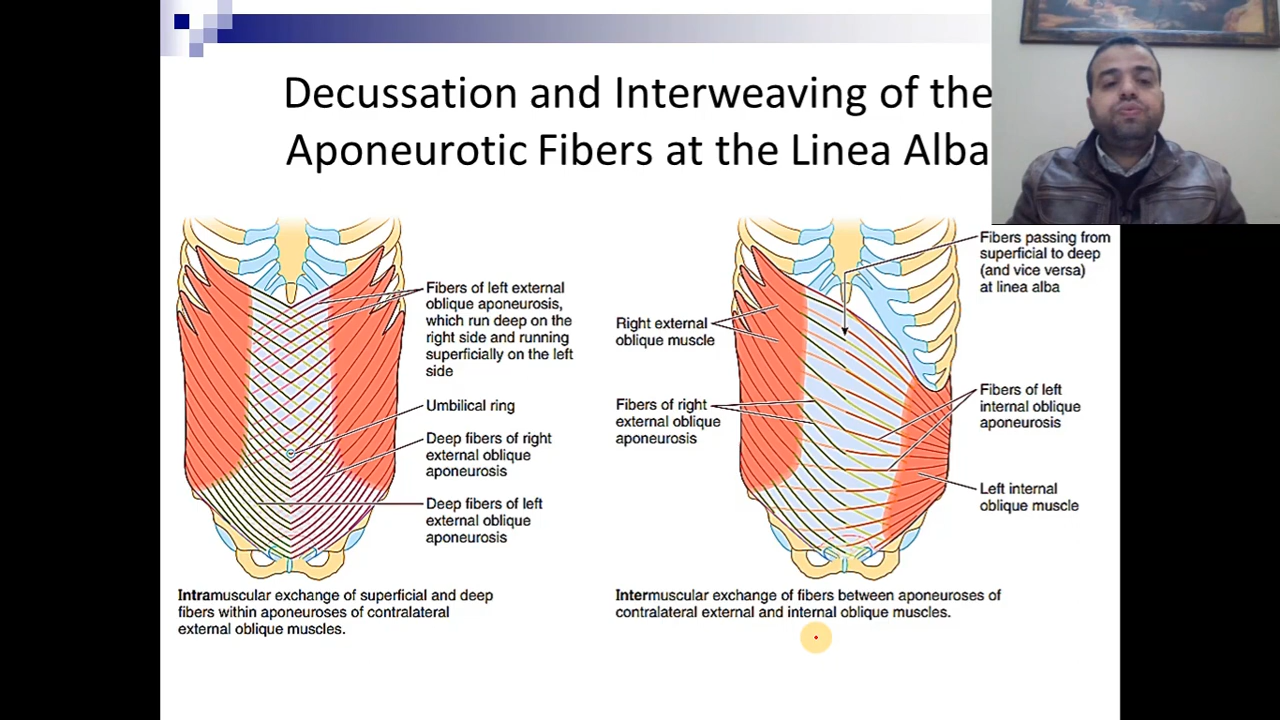 Decussation and Interweaving of the
Aponeurotic Fibers at the Linea Alba
Fibers of left external
oblique aponeurosis,
which run deep on the
right side and running
superficially on the left
side
Umbilical ring
Deep fibers of right
external oblique
aponeurosis
Deep fibers of left
external oblique
aponeurosis
Intramuscular exchange of superficial and deep
fibers within aponeuroses of contralateral
external oblique muscles.
Fibers passing from
superficial to deep
(and vice versa)
at linea alba
Right external
oblique muscle
Fibers of right
external oblique
aponeurosis
Fibers of left
internal oblique
aponeurosis
Left internal
oblique muscle
Intermuscular exchange of fibers between aponeuroses of
contralateral external and internal oblique muscles.